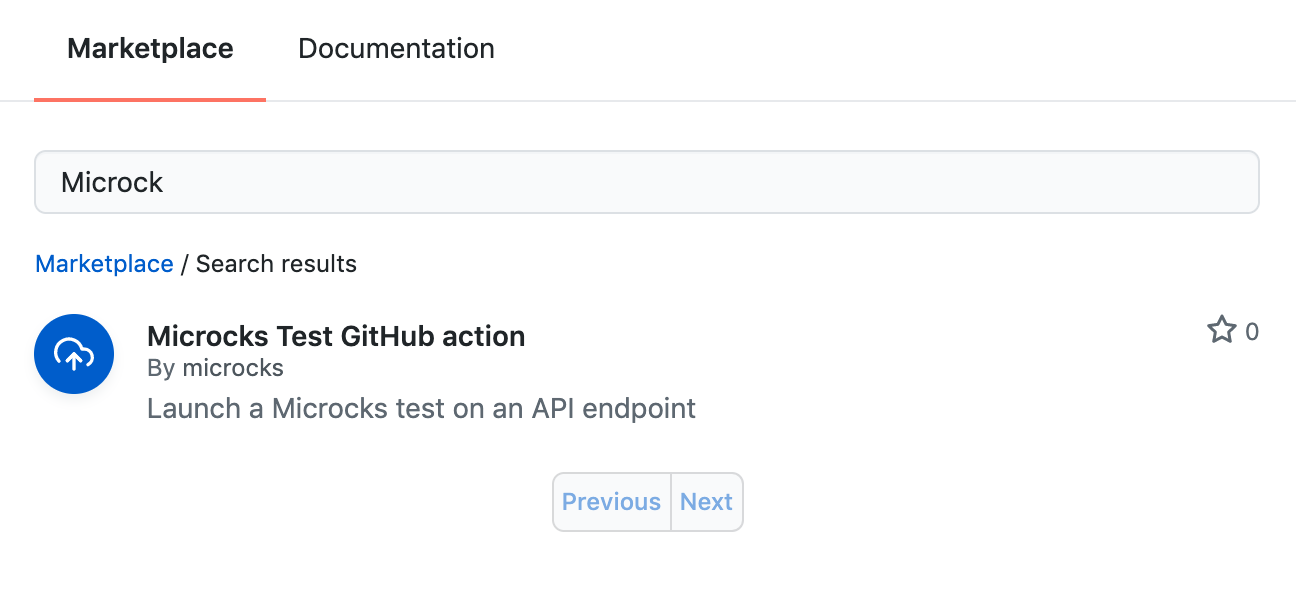 Marketplace Documentation
Microck
Marketplace / Search results
Microcks Test GitHub action
0
By microcks
Launch a Microcks test on an API endpoint
Previous Next